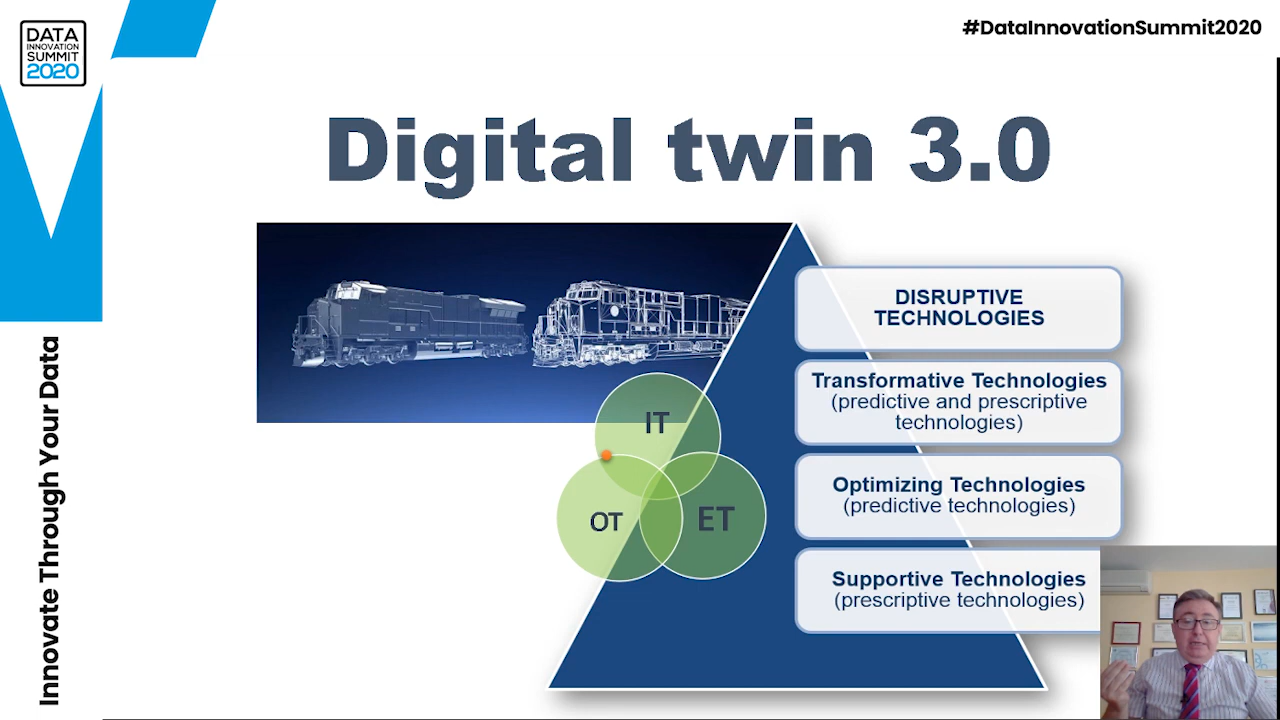 DATA
INNOVATION
SUMMIT
2020
#DataInnovationSummit2020
Innovate Through Your Data
Digital twin 3.0
DISRUPTIVE
TECHNOLOGIES
Transformative Technologies
(predictive and prescriptive
technologies)
Optimizing Technologies
(predictive technologies)
Supportive Technologies
(prescriptive technologies)
IT
OT
ET